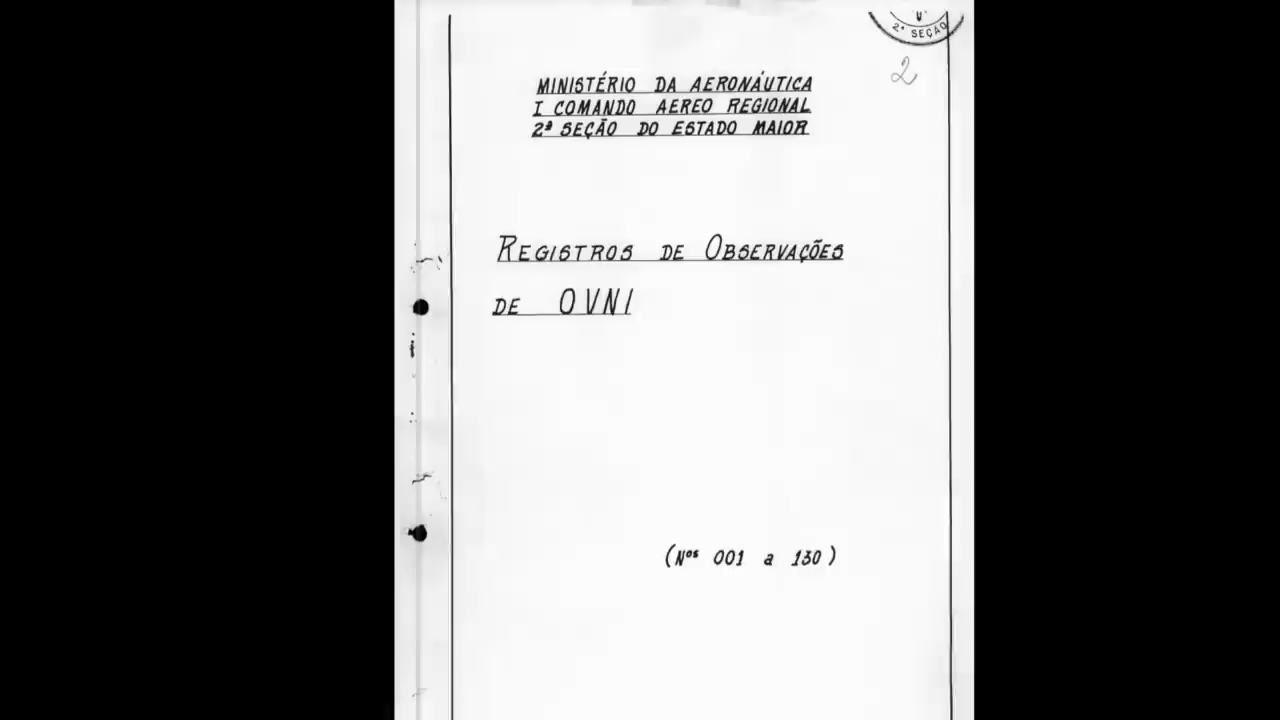 2ª SEÇÃO
2
MINISTÉRIO DA AERONÁUTICA
I COMANDO AEREO REGIONAL
2ª SEÇÃO DO ESTADO MAIOR
REGISTROS DE OBSERVAÇÕES
DE OVNI
(Nos 001 a 130)